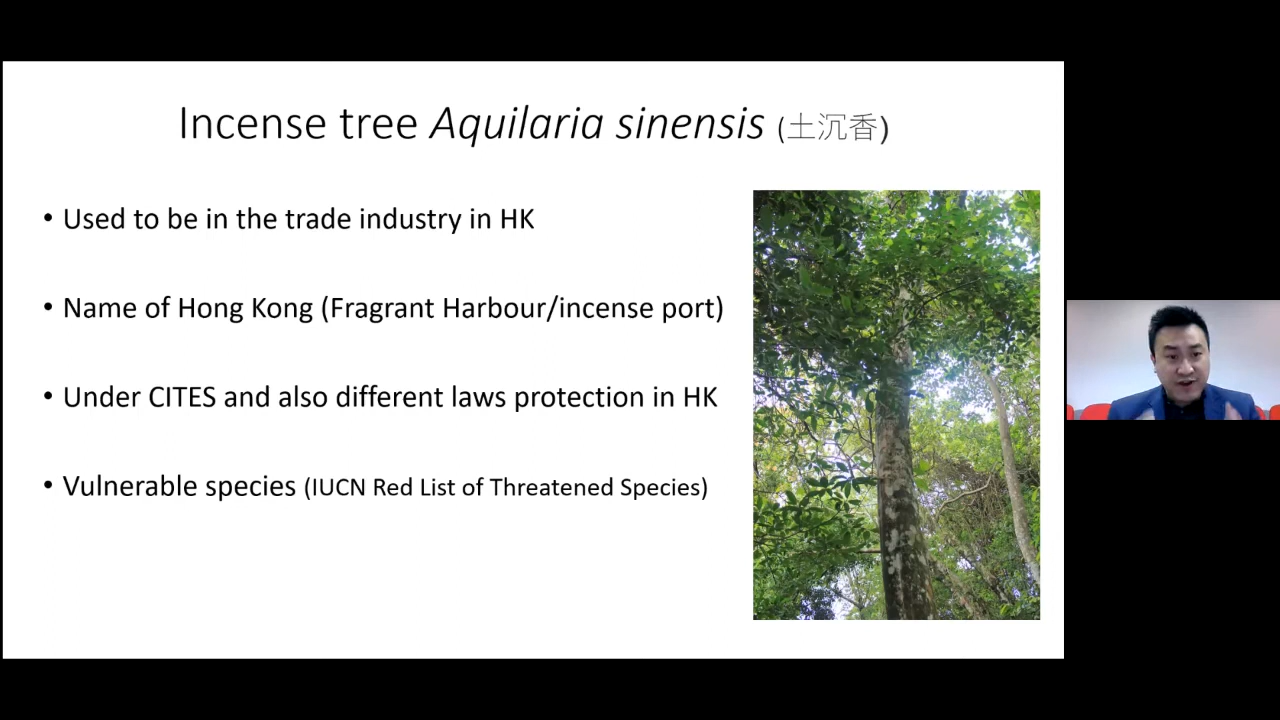 Incense tree Aquilaria sinensis (土沉香)
• Used to be in the trade industry in HK
• Name of Hong Kong (Fragrant Harbour/incense port)
• Under CITES and also different laws protection in HK
• Vulnerable species (IUCN Red List of Threatened Species)